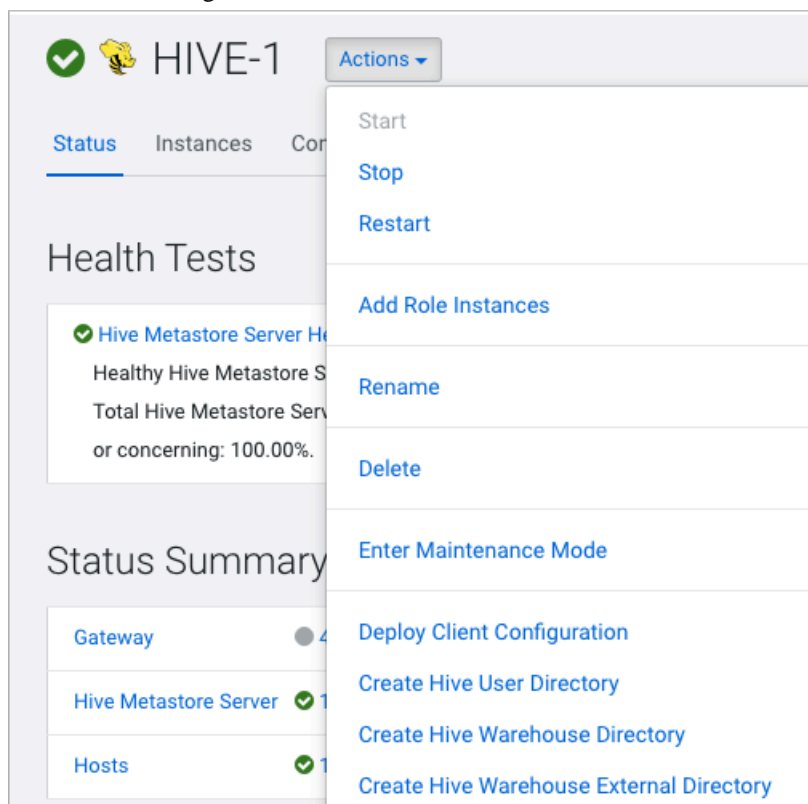 HIVE-1
Actions
Status Instances
Start
Stop
Restart
Add Role Instances
Rename
Delete
Enter Maintenance Mode
Deploy Client Configuration
Create Hive User Directory
Create Hive Warehouse Directory
Create Hive Warehouse External Directory
Health Tests
Hive Metastore Server
Healthy Hive
Total Hive Metastore
or concerning: 100.00%.
Status Summary
Gateway
Hive Metastore Server 1
Hosts 1